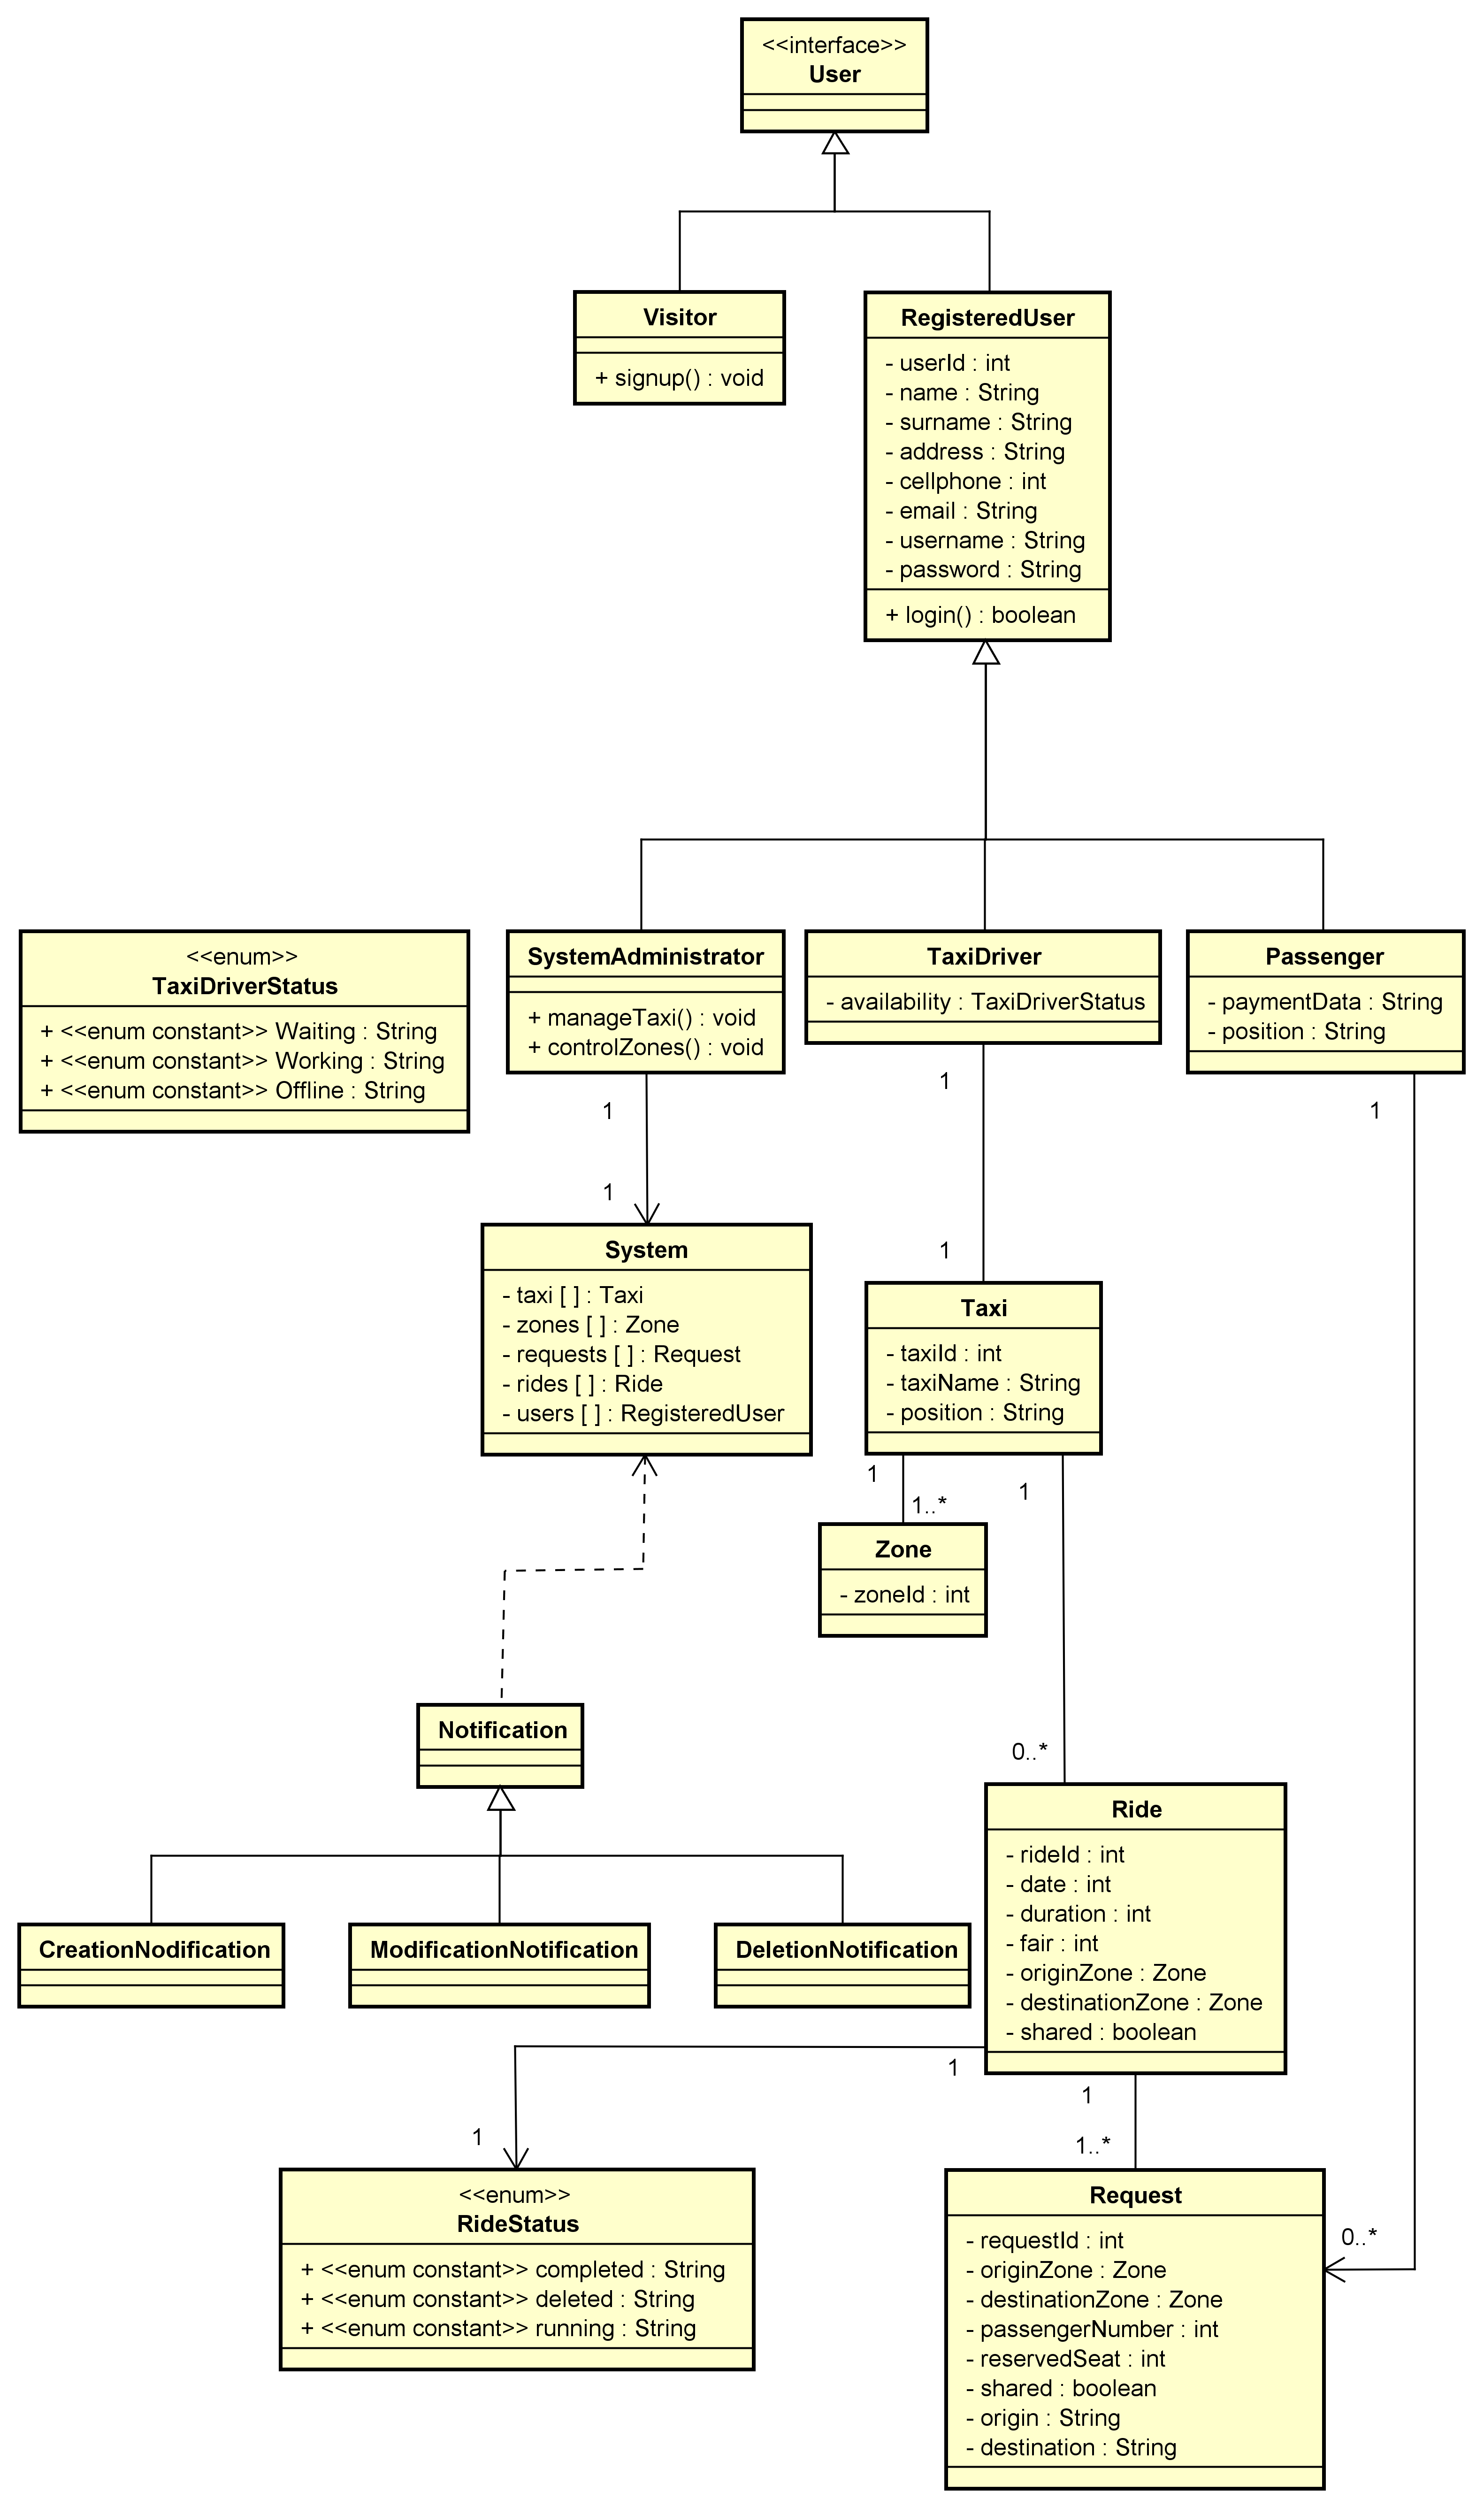 <<interface>>
User
Visitor
+ signup() : void
RegisteredUser
- userId : int
- name : String
- surname : String
- address : String
- cellphone : int
- email : String
- username : String
- password : String
+ login() : boolean
<<enum>>
TaxiDriverStatus
+ <<enum constant>> Waiting : String
+ <<enum constant>> Working : String
+ <<enum constant>> Offline : String
SystemAdministrator
+ manageTaxi() : void
+ controlZones() : void
TaxiDriver
- availability : TaxiDriverStatus
Passenger
- paymentData : String
- position : String
1
1
1
1
1
1
System
- taxi [ ] : Taxi
- zones [ ] : Zone
- requests [ ] : Request
- rides [ ] : Ride
- users [ ] : RegisteredUser
Taxi
- taxiId : int
- taxiName : String
- position : String
1
1..*
1
Zone
- zoneId : int
0..*
Notification
CreationNodification
ModificationNotification
DeletionNotification
Ride
- rideId : int
- date : int
- duration : int
- fair : int
- originZone : Zone
- destinationZone : Zone
- shared : boolean
1
1
1
1..*
<<enum>>
RideStatus
+ <<enum constant>> completed : String
+ <<enum constant>> deleted : String
+ <<enum constant>> running : String
Request
- requestId : int
- originZone : Zone
- destinationZone : Zone
- passengerNumber : int
- reservedSeat : int
- shared : boolean
- origin : String
- destination : String
0..*